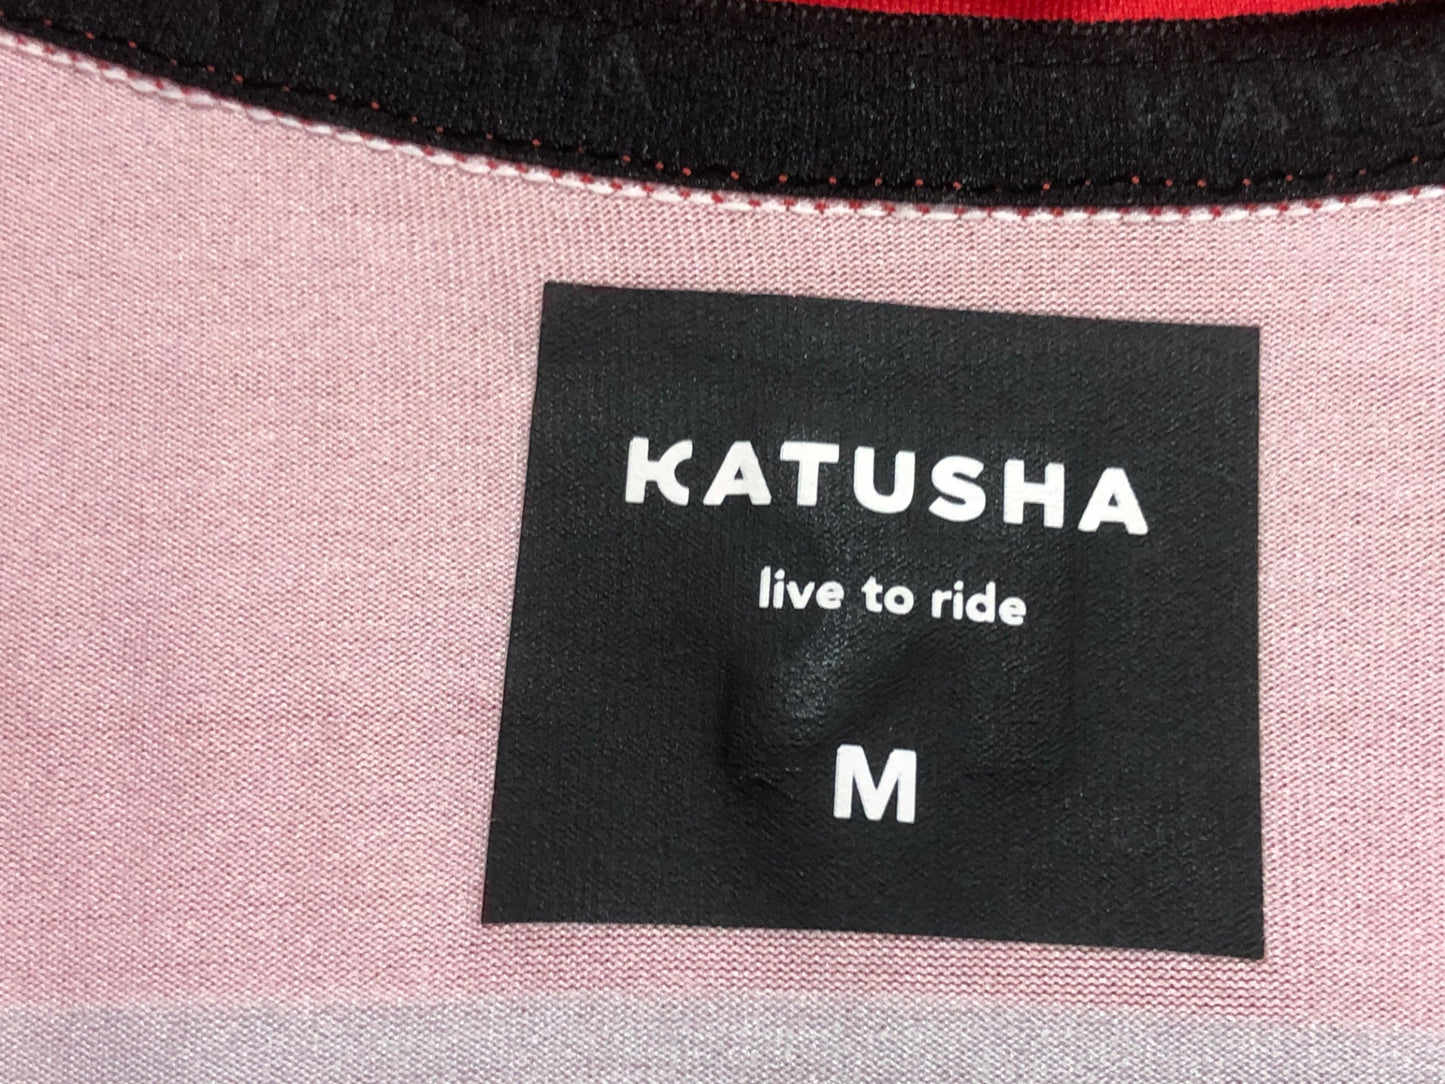 KATUSHA
live to ride
M